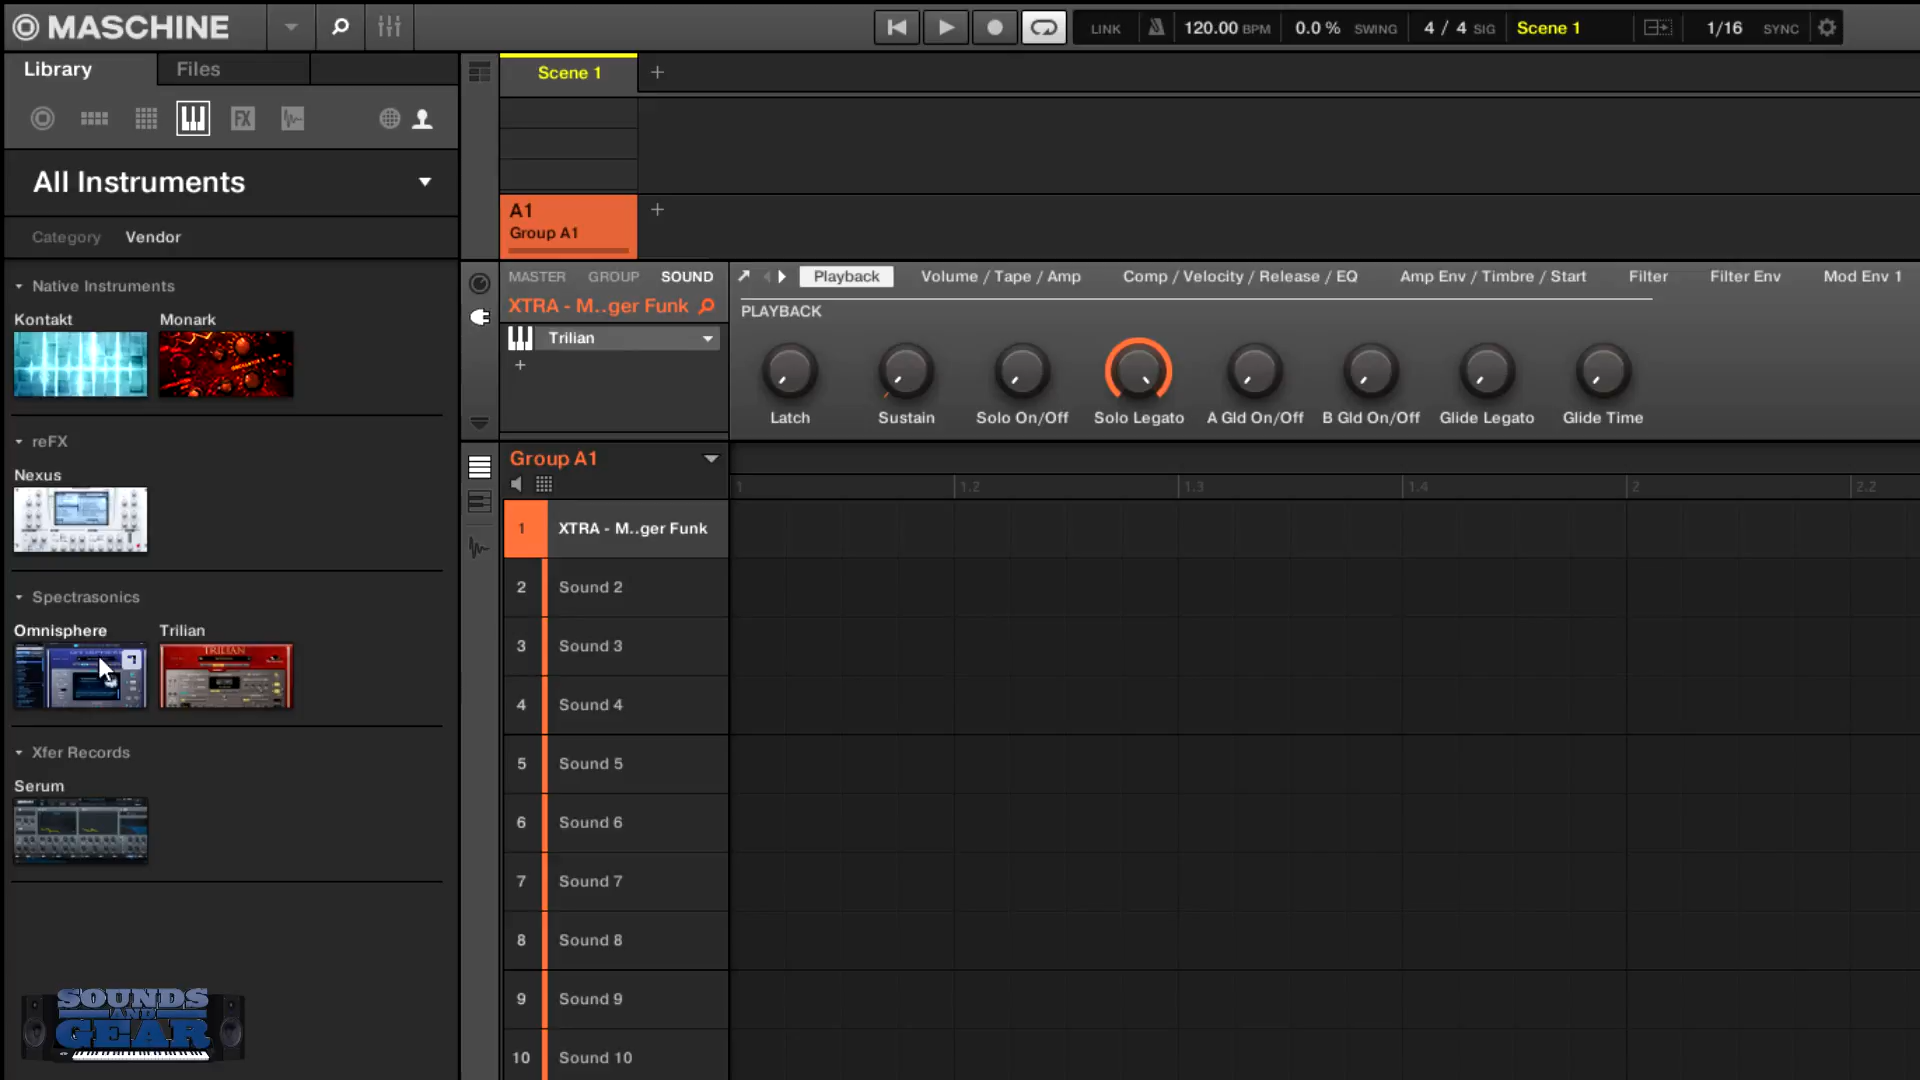 MASCHINE
LINK
120.00 BPM
0.0 % SWING
4 / 4 SIG
Scene 1
1/16 SYNC
Library
Files
Scene 1
FX
All Instruments
A1
Group A1
Category Vendor
MASTER GROUP SOUND
Playback
Volume / Tape / Amp
Comp / Velocity / Release / EQ
Amp Env / Timbre / Start
Filter
Filter Env
Mod Env 1
XTRA - M..ger Funk
PLAYBACK
Trilian
Latch
Sustain
Solo On/Off
Solo Legato
A Gld On/Off
B Gld On/Off
Glide Legato
Glide Time
Native Instruments
Kontakt
Monark
reFX
Nexus
Spectrasonics
Omnisphere
Trilian
TRILIAN
Xfer Records
Serum
Group A1
1 1.2 1.3 1.4 2 2.2
1 XTRA - M..ger Funk
2 Sound 2
3 Sound 3
4 Sound 4
5 Sound 5
6 Sound 6
7 Sound 7
8 Sound 8
9 Sound 9
10 Sound 10
SOUNDS
AND
GEAR